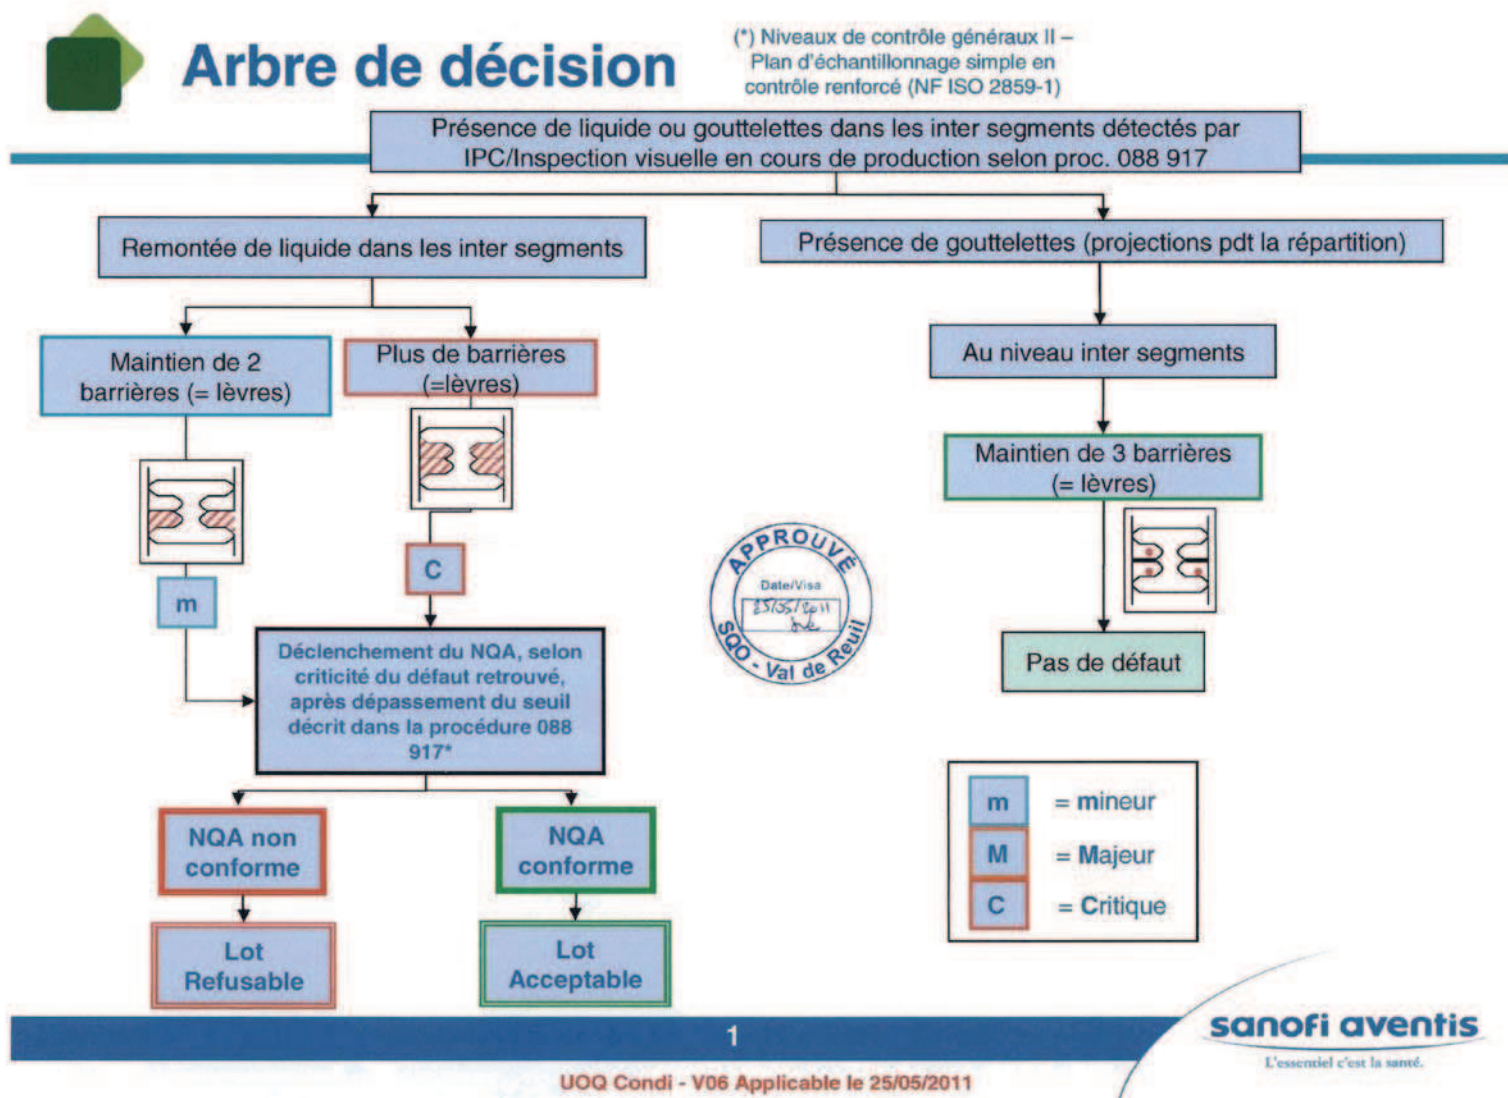 Arbre de décision
(*) Niveaux de contrôle généraux II –
Plan d'échantillonnage simple en
contrôle renforcé (NF ISO 2859-1)
Présence de liquide ou gouttelettes dans les inter segments détectés par
IPC/Inspection visuelle en cours de production selon proc. 088 917
Remontée de liquide dans les inter segments
Présence de gouttelettes (projections pdt la répartition)
Maintien de 2
barrières (= lèvres)
Plus de barrières
(=lèvres)
Au niveau inter segments
Maintien de 3 barrières
(= lèvres)
m
C
Pas de défaut
Déclenchement du NQA, selon
criticité du défaut retrouvé,
après dépassement du seuil
décrit dans la procédure 088
917*
APPROUVÉ
Date/Visa
25/05/2011
SQO - Val de Reuil
NQA non
conforme
NQA
conforme
Lot
Refusable
Lot
Acceptable
m = mineur
M = Majeur
C = Critique
1
sanofi aventis
L'essentiel c'est la santé.
UOQ Condi - V06 Applicable le 25/05/2011